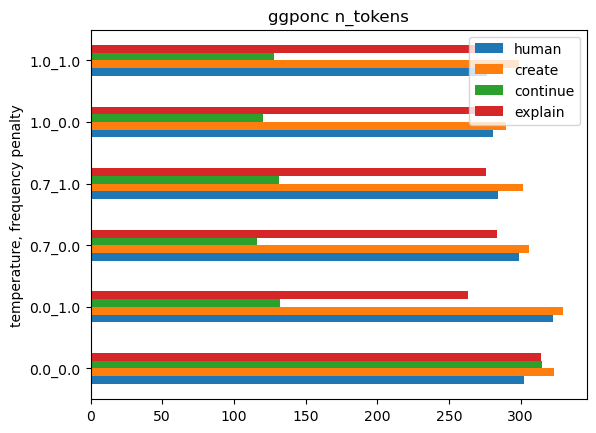 ggponc n_tokens
human
create
continue
explain
temperature, frequency penalty
1.0_1.0
1.0_0.0
0.7_1.0
0.7_0.0
0.0_1.0
0.0_0.0
0 50 100 150 200 250 300